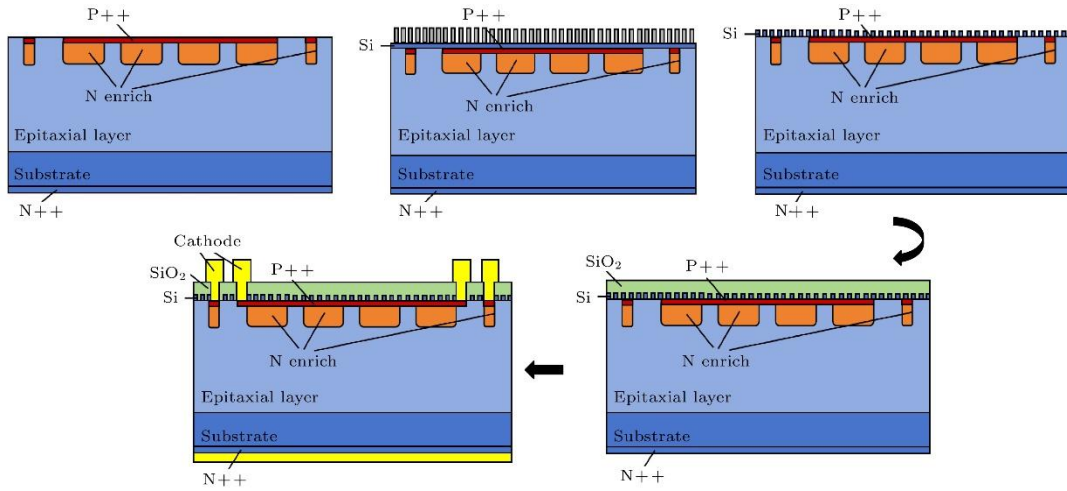 P++
N enrich
Epitaxial layer
Substrate
N++
P++
Si
N enrich
Epitaxial layer
Substrate
N++
P++
Si
N enrich
Epitaxial layer
Substrate
N++
Cathode
SiO₂
P++
Si
N enrich
Epitaxial layer
Substrate
N++
SiO₂
P++
Si
N enrich
Epitaxial layer
Substrate
N++